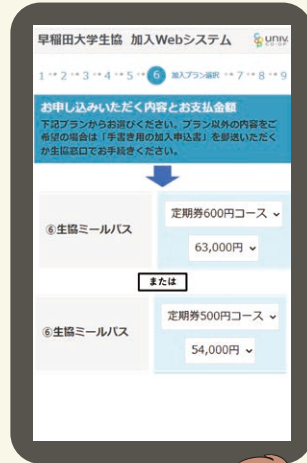 早稲田大学生協 加入Webシステム
UNIV.
CO-OP
1 → 2 → 3 → 4 → 5 → 6 加入プラン選択 → 7 → 8 → 9
お申し込みいただく内容とお支払金額
下記プランからお選びください。プラン以外の内容をご
希望の場合は「手書き用の加入申込書」を郵送いただく
か生協窓口でお手続きください。
⑥生協ミールパス
定期券600円コース
63,000円
または
⑥生協ミールパス
定期券500円コース
54,000円